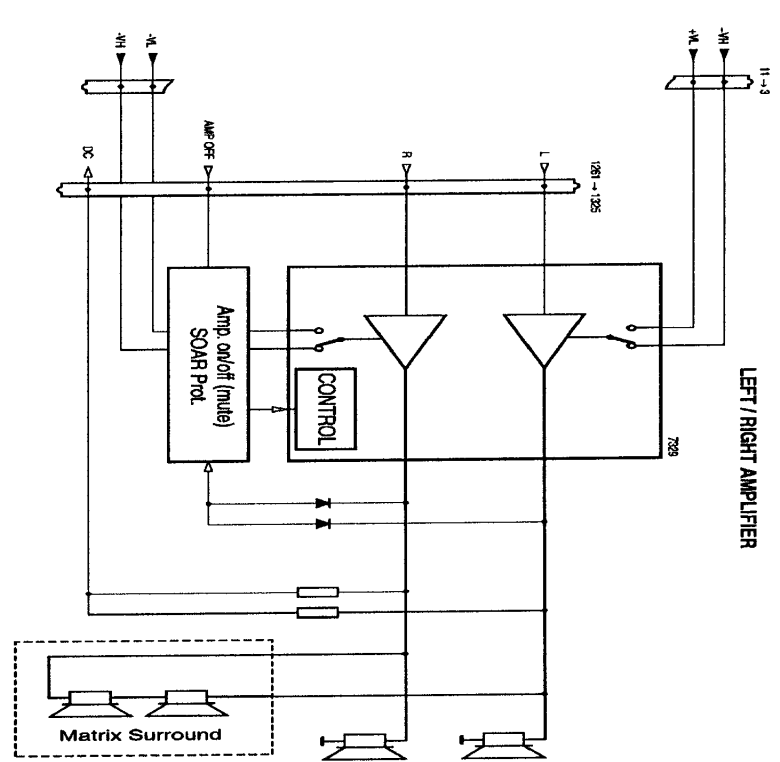 -VH
-VL
+VL
-VH
11 → 3
DC
AMP OFF
R
L
1261 → 1325
Amp. on/off (mute)
SOAR Prot.
CONTROL
7329
LEFT / RIGHT AMPLIFIER
Matrix Surround